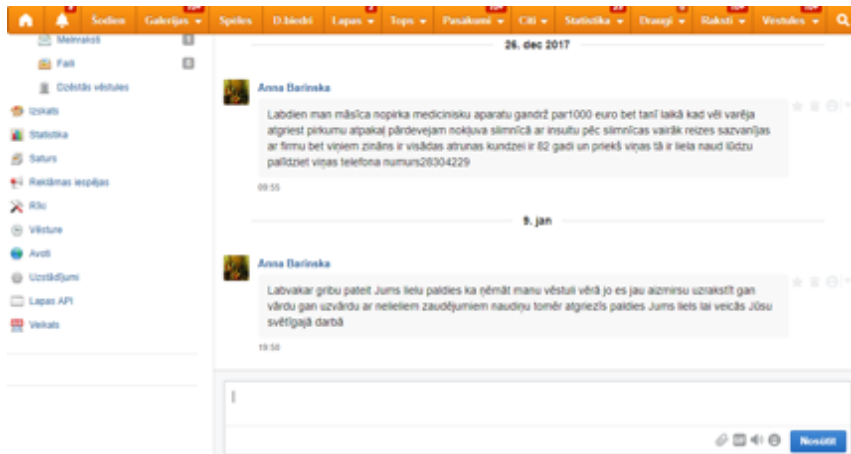 Šodien Galerijas Spēles D.biedri Lapas Tops Pasākumi Citi Statistika Draugi Raksti Vēstules
Melnraksti
Faili
Dzēstās vēstules
Izskats
Statistika
Saturs
Reklāmas iespējas
Rīki
Vēsture
Avoti
Uzstādījumi
Lapas API
Veikals
26. dec 2017
Anna Barinska
Labdien man māsīca nopirka medicinisku aparatu gandrž par1000 euro bet tanī laikā kad vēl varēja
atgriest pirkumu atpakaļ pārdevejam nokļuva slimnīcā ar insultu pēc slimnīcas vairāk reizes sazvanījas
ar firmu bet viņiem zināns ir visādas atrunas kundzei ir 82 gadi un priekš viņas tā ir liela naud lūdzu
palīdziet viņas telefona numurs28304229
09:55
9. jan
Anna Barinska
Labvakar gribu pateit Jums lielu paldies ka ņēmāt manu vēstuli vērā jo es jau aizmirsu uzrakstīt gan
vārdu gan uzvārdu ar nelieliem zaudējumiem naudiņu tomēr atgriezīs paldies Jums liels lai veicās Jūsu
svētīgajā darbā
19:50
Nosūtīt